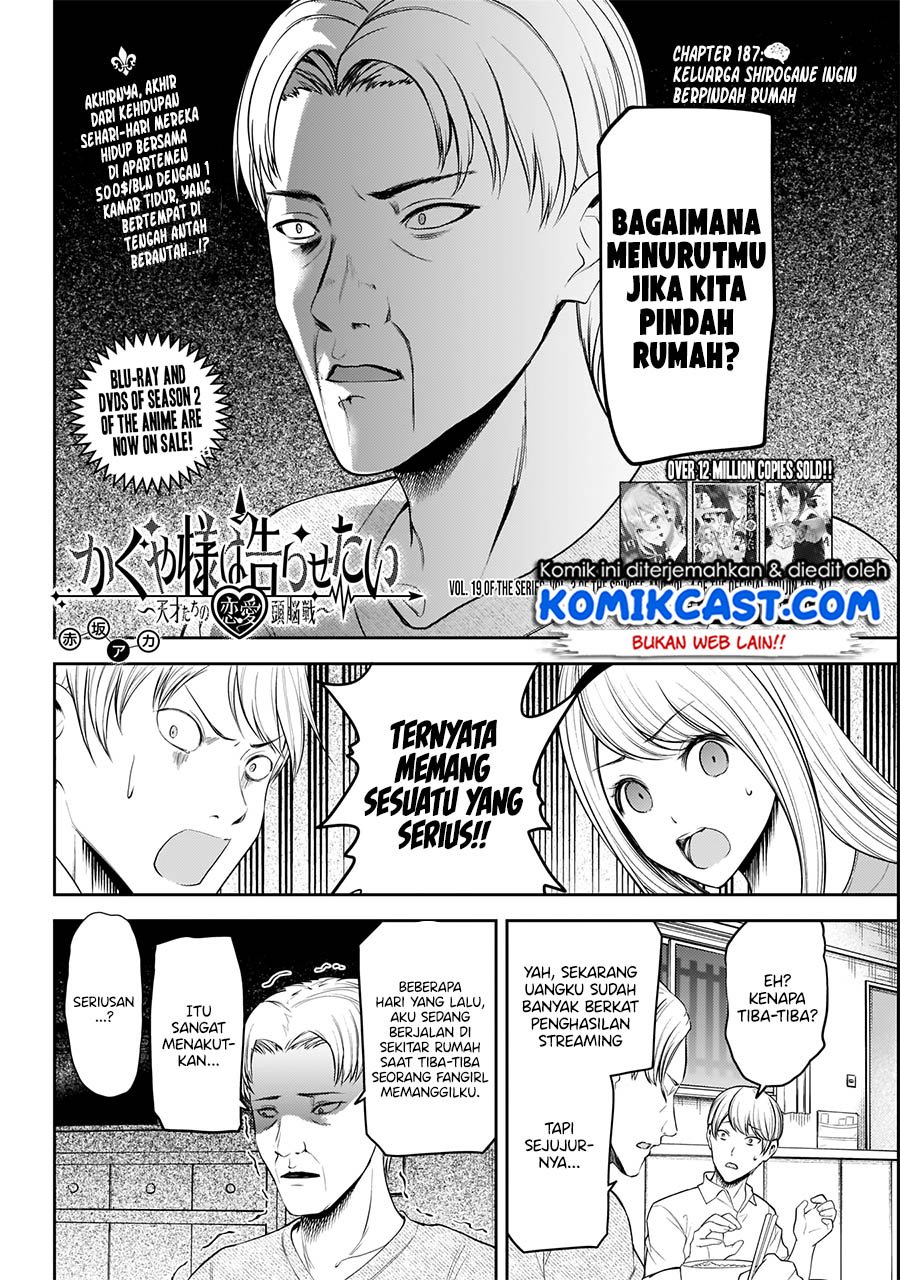 CHAPTER 187:
KELUARGA SHIROGANE INGIN
BERPINDAH RUMAH
BAGAIMANA
MENURUTMU
JIKA KITA
PINDAH
RUMAH?
AKHIRNYA, AKHIR
DARI KEHIDUPAN
SEHARI-HARI MEREKA
HIDUP BERSAMA
DI APARTEMEN
500$/BLN DENGAN 1
KAMAR TIDUR, YANG
BERTEMPAT DI
TENGAH ANTAH
BERANTAH...!?
BLU-RAY AND
DVDS OF SEASON 2
OF THE ANIME ARE
NOW ON SALE!
OVER 12 MILLION COPIES SOLD!!
かぐや様は告らせたい
～天才たちの恋愛頭脳戦～
赤坂アカ
VOL. 19 OF THE SERIES,
Komik ini diterjemahkan & diedit oleh
KOMIKCAST.COM
BUKAN WEB LAIN!!
TERNYATA
MEMANG
SESUATU YANG
SERIUS!!
EH?
KENAPA
TIBA-TIBA?
YAH, SEKARANG
UANGKU SUDAH
BANYAK BERKAT
PENGHASILAN
STREAMING
TAPI
SEJUJUR-
NYA...
BEBERAPA
HARI YANG LALU,
AKU SEDANG
BERJALAN DI
SEKITAR RUMAH
SAAT TIBA-TIBA
SEORANG FANGIRL
MEMANGGILKU.
ITU
SANGAT
MENAKUT-
KAN...
SERIUSAN
...?